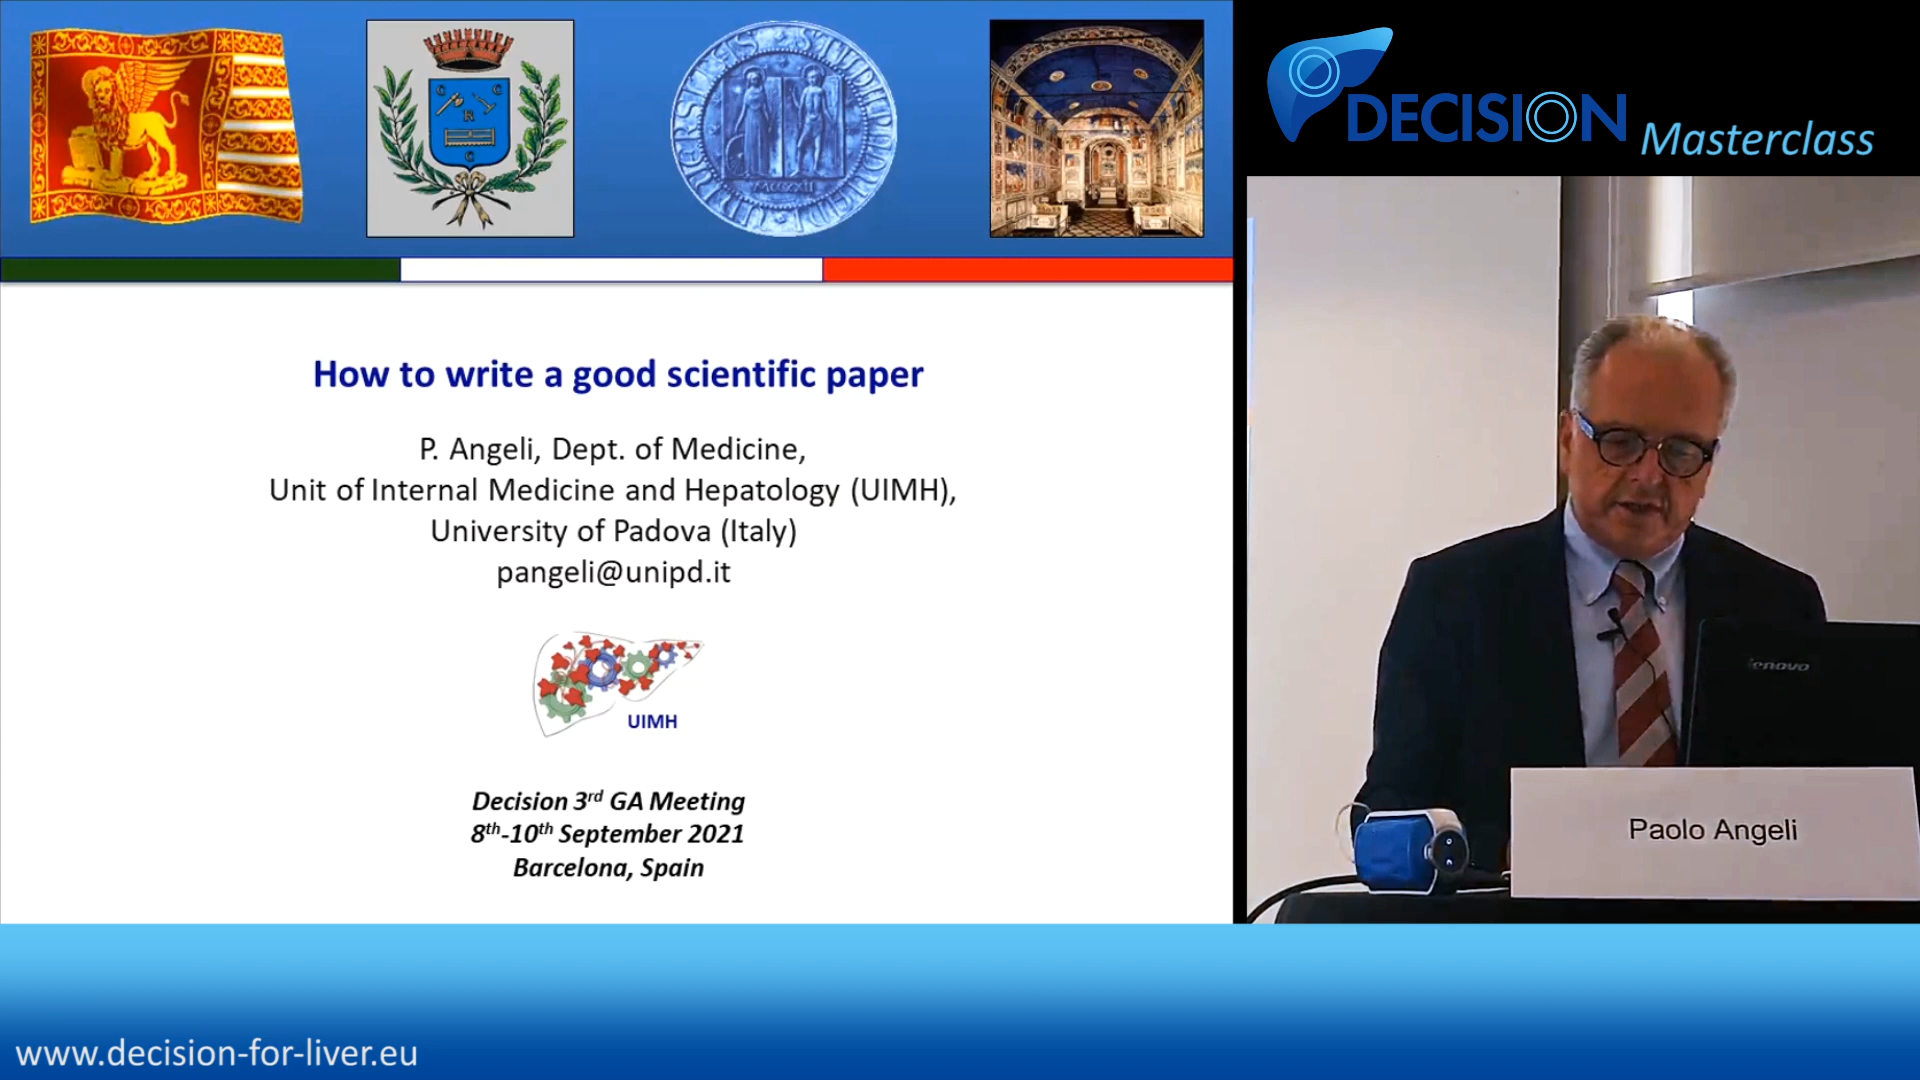 DECISION Masterclass
How to write a good scientific paper
P. Angeli, Dept. of Medicine,
Unit of Internal Medicine and Hepatology (UIMH),
University of Padova (Italy)
pangeli@unipd.it
UIMH
Decision 3rd GA Meeting
8th-10th September 2021
Barcelona, Spain
lenovo
Paolo Angeli
www.decision-for-liver.eu